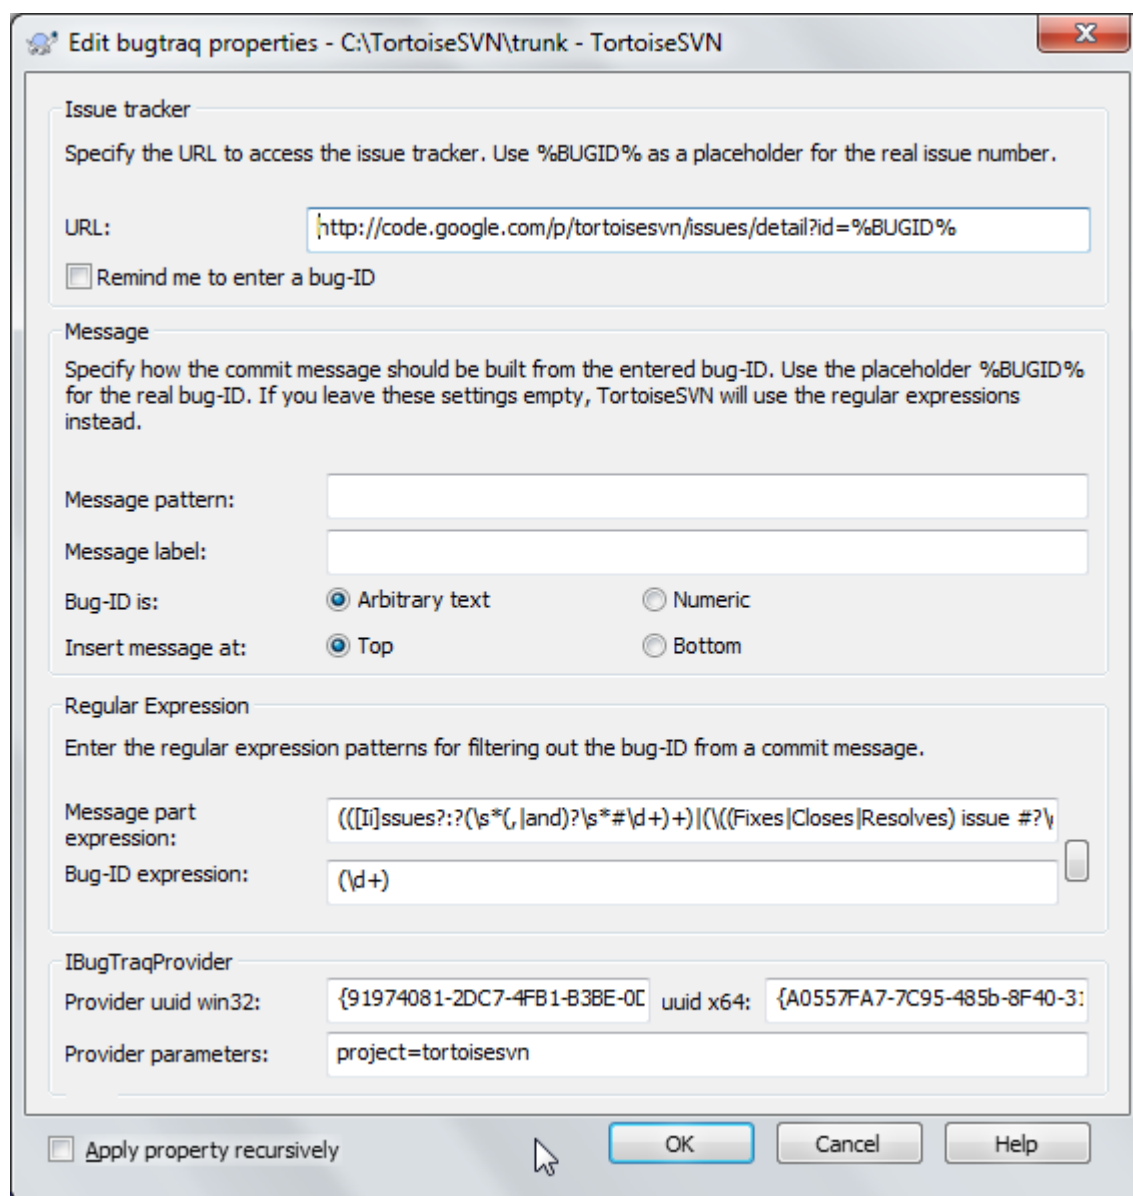 Edit bugtraq properties - C:\TortoiseSVN\trunk - TortoiseSVN
Issue tracker
Specify the URL to access the issue tracker. Use %BUGID% as a placeholder for the real issue number.
URL: http://code.google.com/p/tortoisesvn/issues/detail?id=%BUGID%
Remind me to enter a bug-ID
Message
Specify how the commit message should be built from the entered bug-ID. Use the placeholder %BUGID%
for the real bug-ID. If you leave these settings empty, TortoiseSVN will use the regular expressions
instead.
Message pattern:
Message label:
Bug-ID is: Arbitrary text Numeric
Insert message at: Top Bottom
Regular Expression
Enter the regular expression patterns for filtering out the bug-ID from a commit message.
Message part
expression: (([Ii]ssues?:?(\s*(,|and)?\s*#\d+)+)|(\((Fixes|Closes|Resolves) issue #?\
Bug-ID expression: (\d+)
IBugTraqProvider
Provider uuid win32: {91974081-2DC7-4FB1-B3BE-0D uuid x64: {A0557FA7-7C95-485b-8F40-31
Provider parameters: project=tortoisesvn
Apply property recursively OK Cancel Help